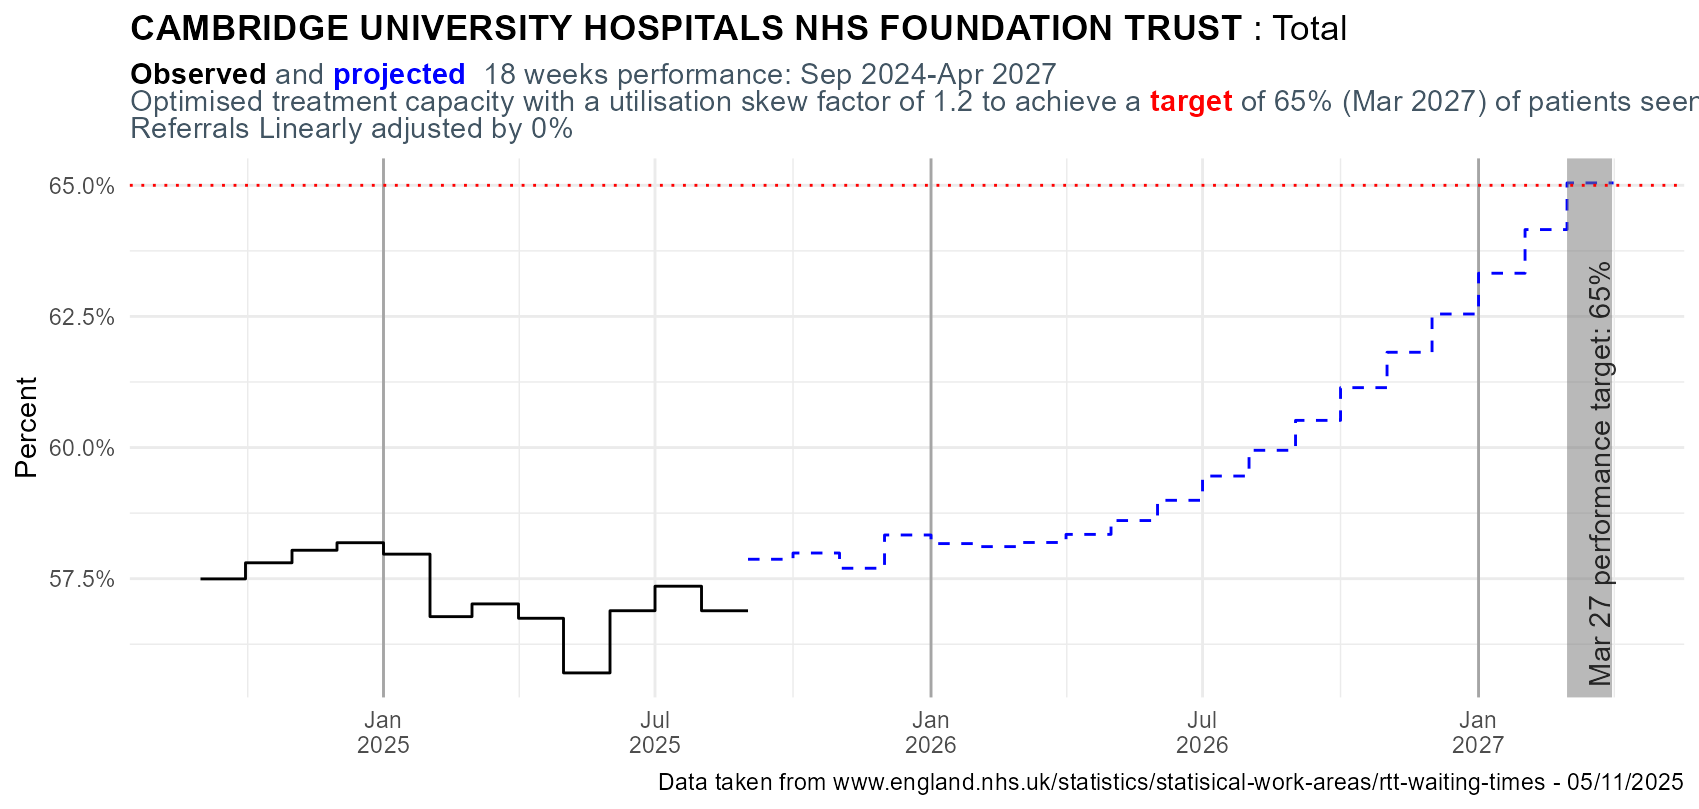 CAMBRIDGE UNIVERSITY HOSPITALS NHS FOUNDATION TRUST : Total
Observed and projected 18 weeks performance: Sep 2024-Apr 2027
Optimised treatment capacity with a utilisation skew factor of 1.2 to achieve a target of 65% (Mar 2027) of patients seen
Referrals Linearly adjusted by 0%
Percent
65.0%
62.5%
60.0%
57.5%
Mar 27 performance target: 65%
Jan
2025
Jul
2025
Jan
2026
Jul
2026
Jan
2027
Data taken from www.england.nhs.uk/statistics/statisical-work-areas/rtt-waiting-times - 05/11/2025